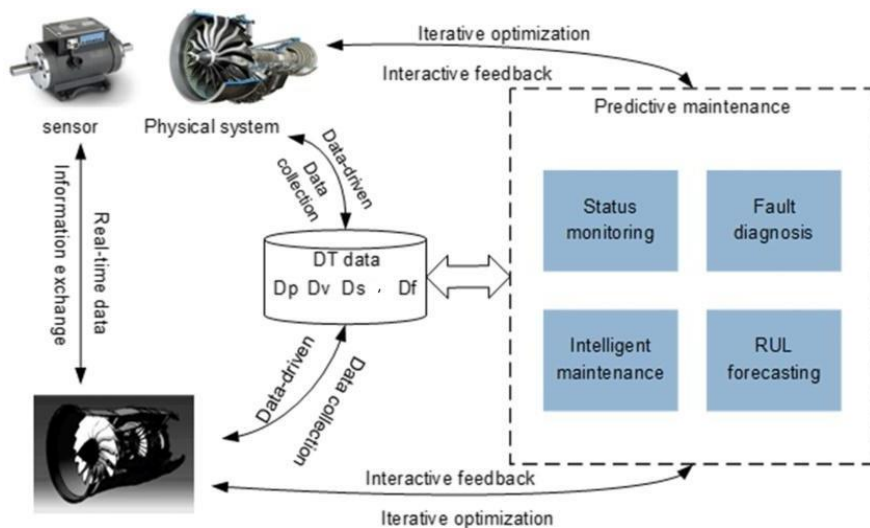 Iterative optimization
Interactive feedback
sensor
Physical system
Predictive maintenance
Data-driven
Data collection
Status monitoring
Fault diagnosis
Real-time data
Information exchange
DT data
Dp Dv Ds , Df
Intelligent maintenance
RUL forecasting
Data-driven
Data collection
Interactive feedback
Iterative optimization